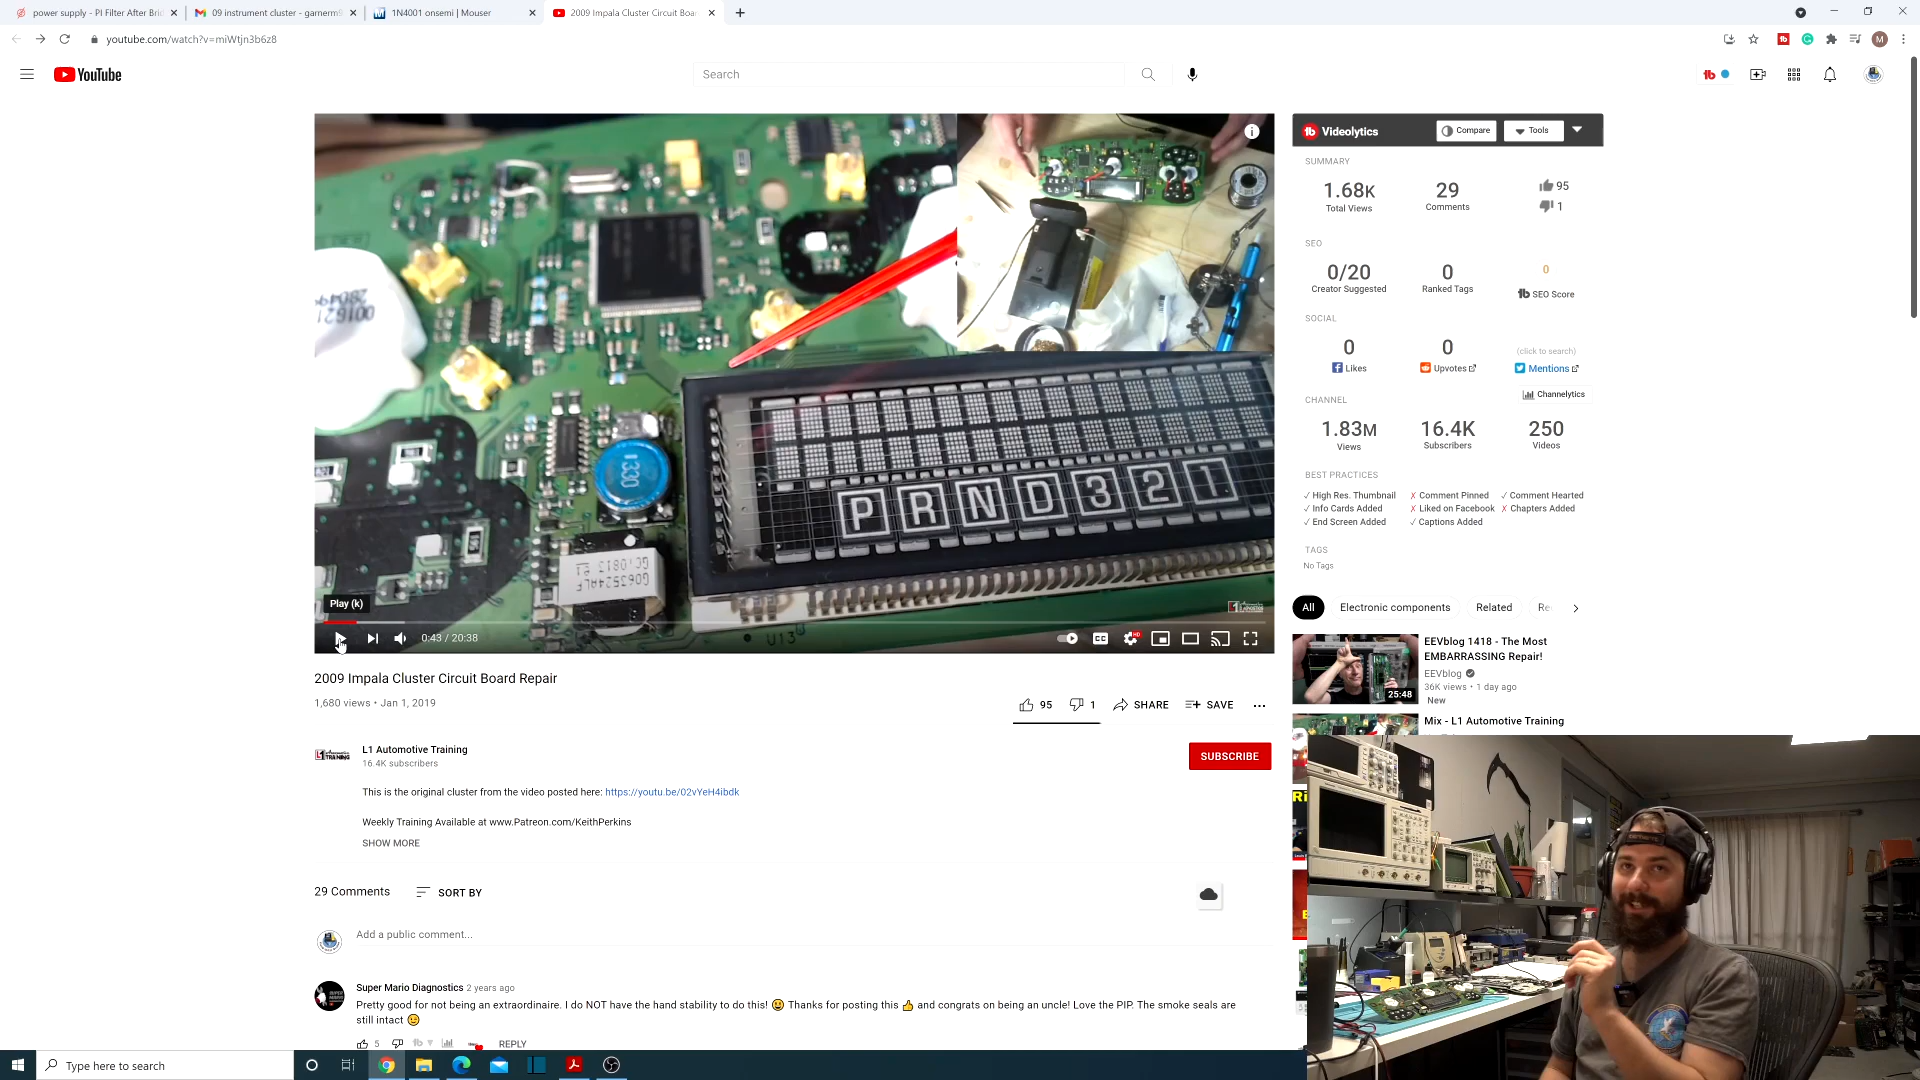 power supply - PI Filter After Bri
09 instrument cluster - garnerm
1N4001 onsemi | Mouser
2009 Impala Cluster Circuit Boa
youtube.com/watch?v=miWtjn3b6z8
YouTube
Search
Videolytics
Compare
Tools
SUMMARY
1.68K
29
95
1
Total Views
Comments
SEO
0/20
0
0
Creator Suggested
Ranked Tags
SEO Score
SOCIAL
0
0
(click to search)
Likes
Upvotes
Mentions
Channelytics
CHANNEL
1.83M
16.4K
250
Views
Subscribers
Videos
BEST PRACTICES
✓ High Res. Thumbnail
✗ Comment Pinned
✓ Comment Hearted
✓ Info Cards Added
✗ Liked on Facebook
✗ Chapters Added
✓ End Screen Added
✓ Captions Added
TAGS
No Tags
330
P R N D 3 2 1
U13
Play (k)
0:43 / 20:38
CC
HD
All
Electronic components
Related
Re
EEVblog 1418 - The Most
EMBARRASSING Repair!
EEVblog
36K views • 1 day ago
New
25:48
Mix - L1 Automotive Training
2009 Impala Cluster Circuit Board Repair
1,680 views • Jan 1, 2019
95
1
SHARE
SAVE
L1 Automotive Training
16.4K subscribers
SUBSCRIBE
This is the original cluster from the video posted here: https://youtu.be/02vYeH4ibdk
Weekly Training Available at www.Patreon.com/KeithPerkins
SHOW MORE
29 Comments
SORT BY
Add a public comment...
Super Mario Diagnostics 2 years ago
Pretty good for not being an extraordinaire. I do NOT have the hand stability to do this! 😃 Thanks for posting this 👍 and congrats on being an uncle! Love the PIP. The smoke seals are
still intact 😉
5
REPLY
Type here to search